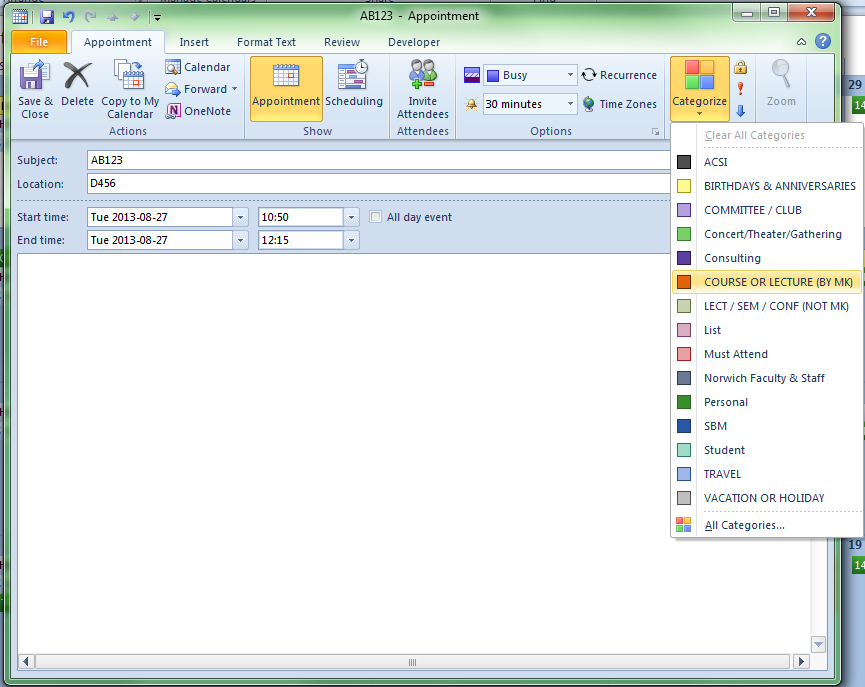 AB123 - Appointment
File Appointment Insert Format Text Review Developer
Save & Close
Delete
Copy to My Calendar
Calendar
Forward
OneNote
Actions
Appointment
Scheduling
Show
Invite Attendees
Attendees
Busy
30 minutes
Recurrence
Time Zones
Options
Categorize
Zoom
Subject: AB123
Location: D456
Start time: Tue 2013-08-27 10:50 All day event
End time: Tue 2013-08-27 12:15
Clear All Categories
ACSI
BIRTHDAYS & ANNIVERSARIES
COMMITTEE / CLUB
Concert/Theater/Gathering
Consulting
COURSE OR LECTURE (BY MK)
LECT / SEM / CONF (NOT MK)
List
Must Attend
Norwich Faculty & Staff
Personal
SBM
Student
TRAVEL
VACATION OR HOLIDAY
All Categories...
29
14
19
14